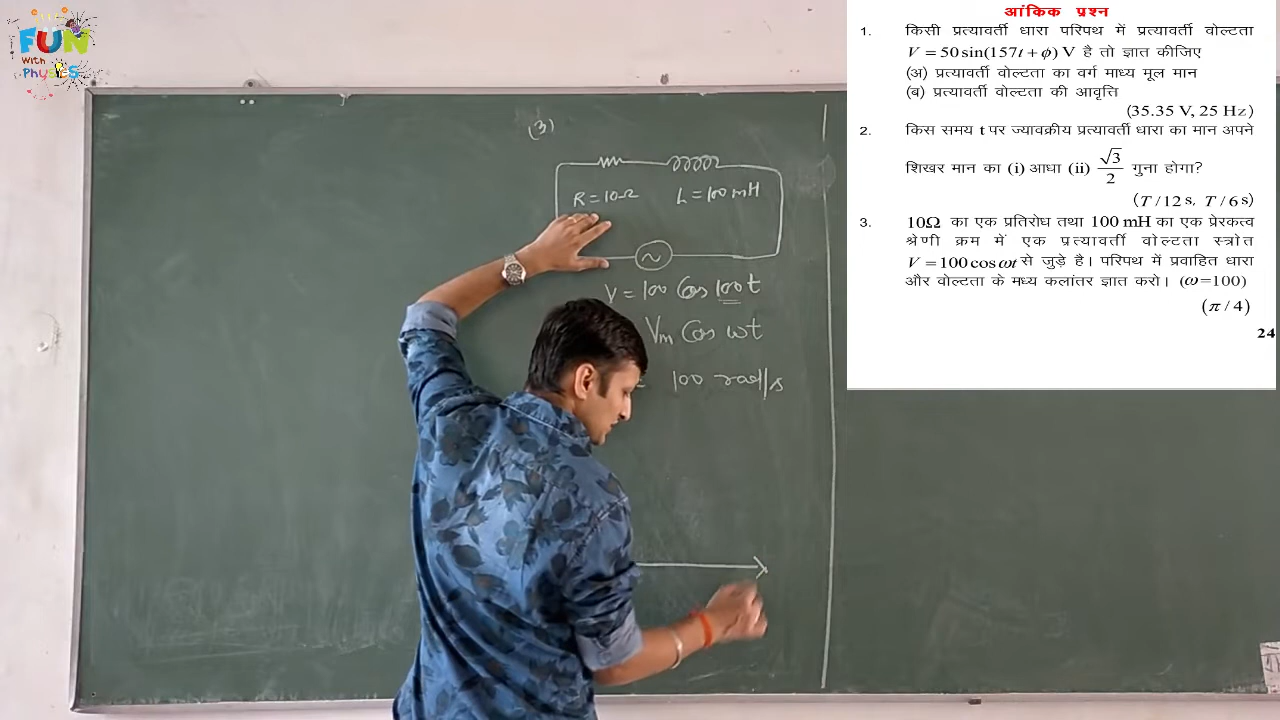 FUN
With
Physics
(3)
R = 10Ω L = 100 mH
~
V = 100 Cos 100t
Vm Cos ωt
= 100 rad/s
आंकिक प्रश्न
1. किसी प्रत्यावर्ती धारा परिपथ में प्रत्यावर्ती वोल्टता
V = 50 sin(157t + ϕ) V है तो ज्ञात कीजिए
(अ) प्रत्यावर्ती वोल्टता का वर्ग माध्य मूल मान
(ब) प्रत्यावर्ती वोल्टता की आवृत्ति
(35.35 V, 25 Hz)
2. किस समय t पर ज्यावक्रीय प्रत्यावर्ती धारा का मान अपने
शिखर मान का (i) आधा (ii) √3/2 गुना होगा?
(T / 12 s. T / 6 s)
3. 10Ω का एक प्रतिरोध तथा 100 mH का एक प्रेरकत्व
श्रेणी क्रम में एक प्रत्यावर्ती वोल्टता स्त्रोत
V = 100 cos ωt से जुड़े है। परिपथ में प्रवाहित धारा
और वोल्टता के मध्य कलांतर ज्ञात करो। (ω =100)
(π / 4)
24